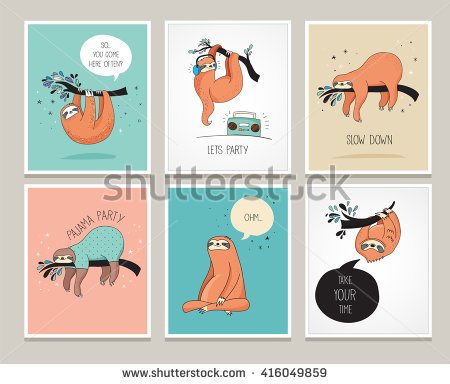 SO...
YOU COME
HERE OFTEN?
LETS PARTY
SLOW DOWN
PAJAMA PARTY
OHM...
TAKE
YOUR
TIME
shutterstock
www.shutterstock.com · 416049859